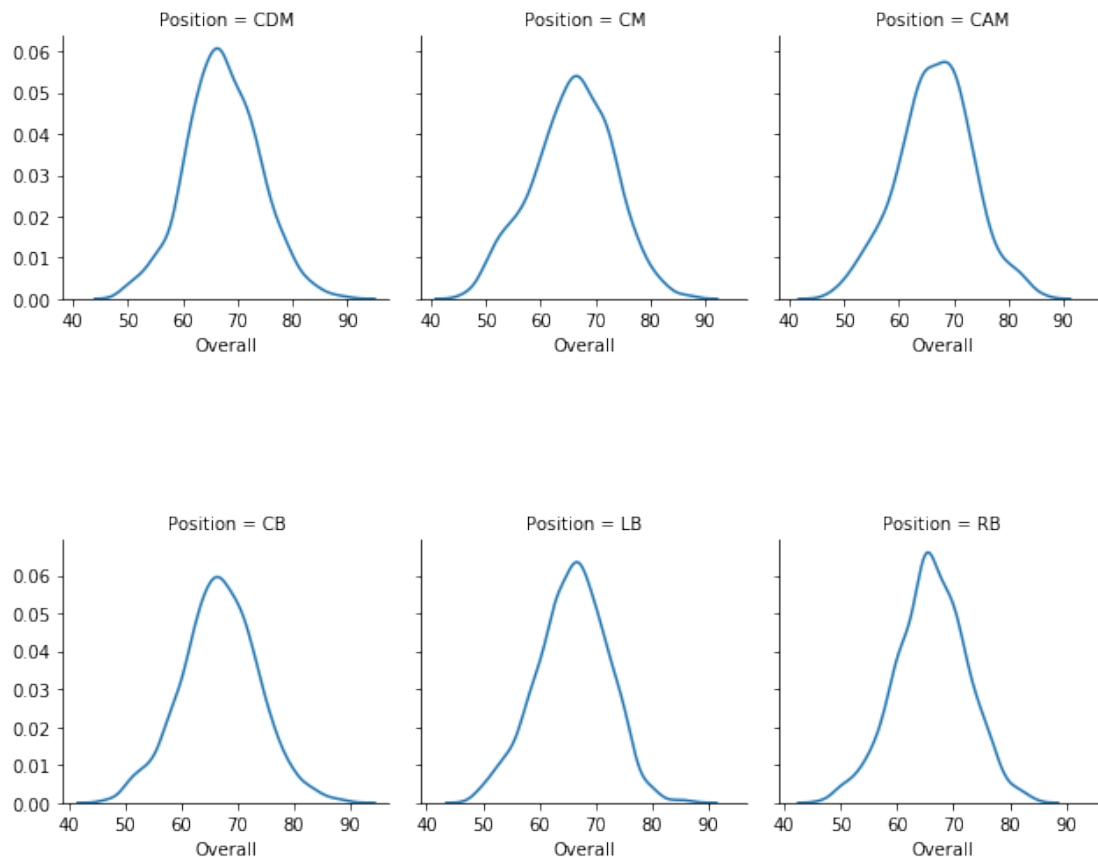 Position = CDM
Position = CM
Position = CAM
0.06
0.05
0.04
0.03
0.02
0.01
0.00
40 50 60 70 80 90
40 50 60 70 80 90
40 50 60 70 80 90
Overall
Overall
Overall
Position = CB
Position = LB
Position = RB
0.06
0.05
0.04
0.03
0.02
0.01
0.00
40 50 60 70 80 90
40 50 60 70 80 90
40 50 60 70 80 90
Overall
Overall
Overall